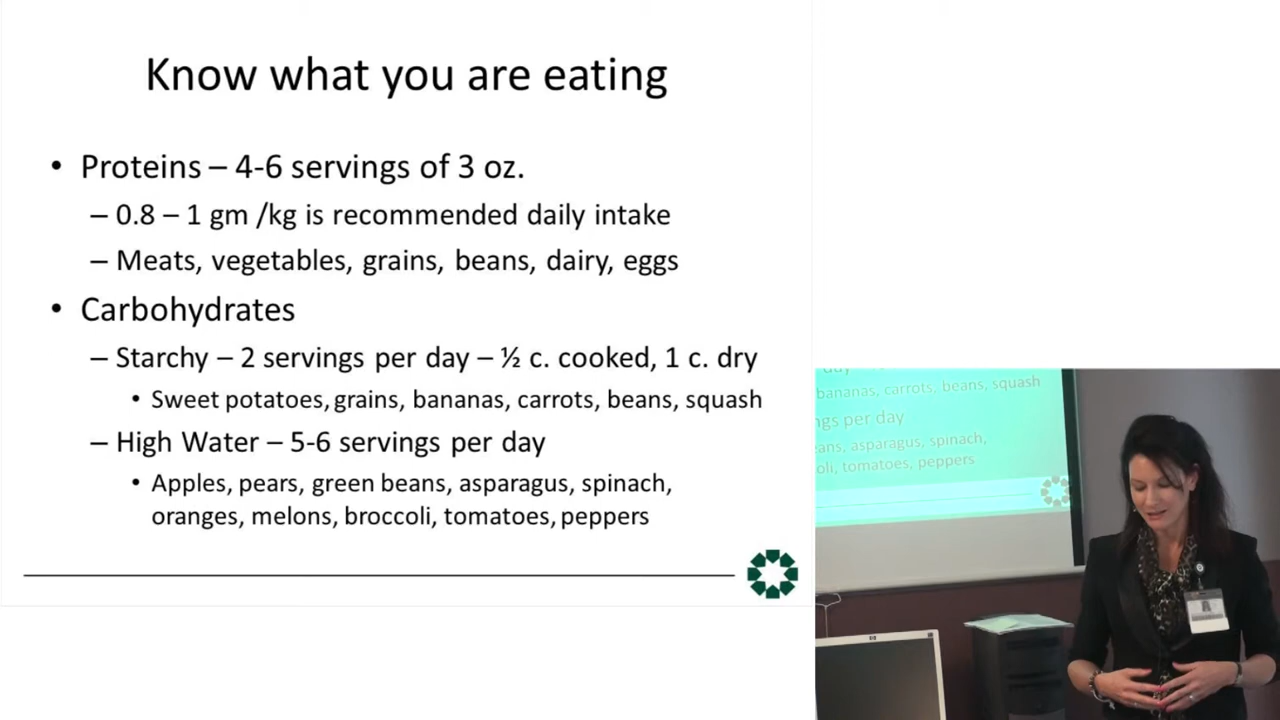 Know what you are eating
• Proteins – 4-6 servings of 3 oz.
– 0.8 – 1 gm /kg is recommended daily intake
– Meats, vegetables, grains, beans, dairy, eggs
• Carbohydrates
– Starchy – 2 servings per day – ½ c. cooked, 1 c. dry
• Sweet potatoes, grains, bananas, carrots, beans, squash
– High Water – 5-6 servings per day
• Apples, pears, green beans, asparagus, spinach,
oranges, melons, broccoli, tomatoes, peppers
day
bananas, carrots, beans, squash
ngs per day
eans, asparagus, spinach,
oli, tomatoes, peppers
hp